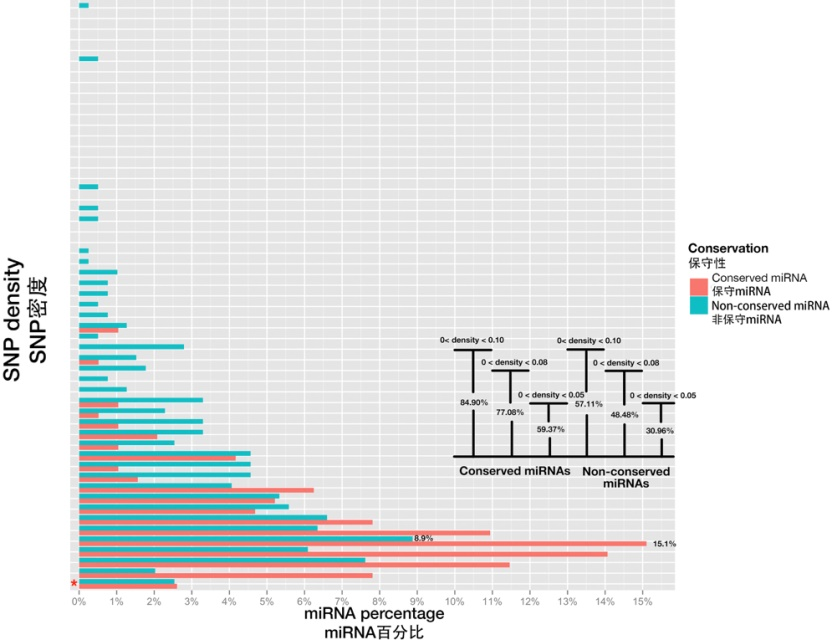 SNP density
SNP密度
Conservation
保守性
Conserved miRNA
保守miRNA
Non-conserved miRNA
非保守miRNA
0< density < 0.10
0< density < 0.10
0 < density < 0.08
0 < density < 0.08
0 < density < 0.05
0 < density < 0.05
84.90%
77.08%
59.37%
57.11%
48.48%
30.96%
Conserved miRNAs
Non-conserved
miRNAs
8.9%
15.1%
*
0% 1% 2% 3% 4% 5% 6% 7% 8% 9% 10% 11% 12% 13% 14% 15%
miRNA percentage
miRNA百分比